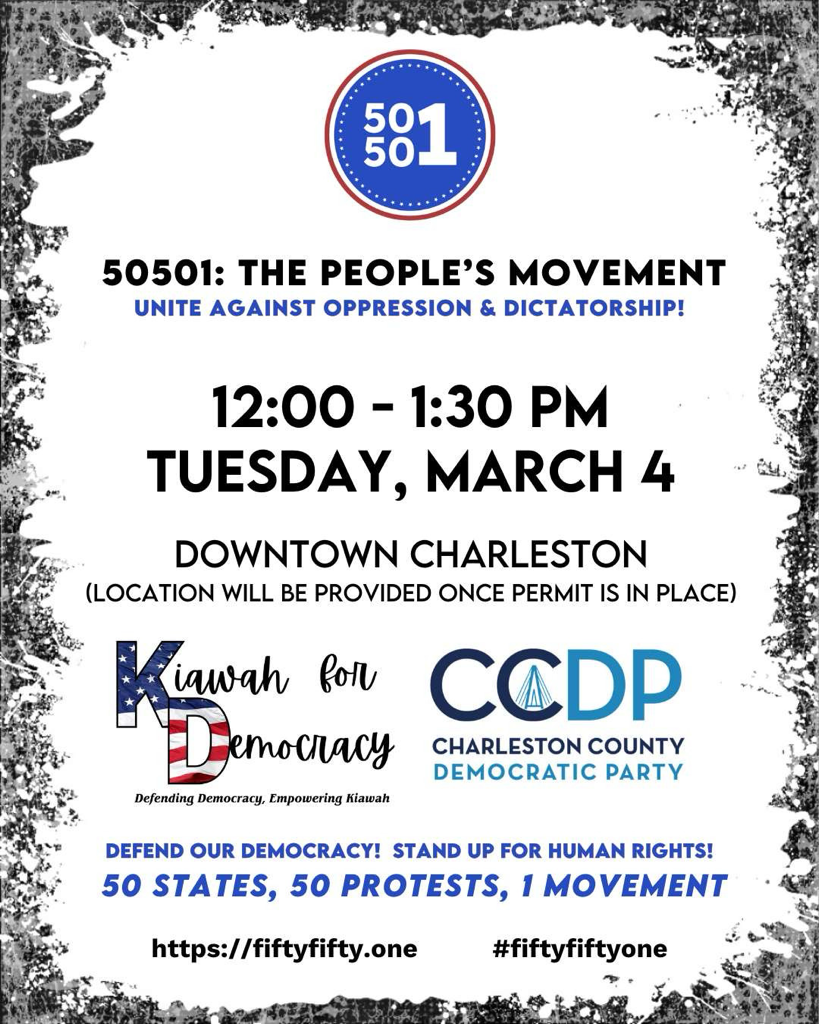 50
501
50501: THE PEOPLE'S MOVEMENT
UNITE AGAINST OPPRESSION & DICTATORSHIP!
12:00 - 1:30 PM
TUESDAY, MARCH 4
DOWNTOWN CHARLESTON
(LOCATION WILL BE PROVIDED ONCE PERMIT IS IN PLACE)
Kiawah for
Democracy
Defending Democracy, Empowering Kiawah
CCDP
CHARLESTON COUNTY
DEMOCRATIC PARTY
DEFEND OUR DEMOCRACY! STAND UP FOR HUMAN RIGHTS!
50 STATES, 50 PROTESTS, 1 MOVEMENT
https://fiftyfifty.one #fiftyfiftyone